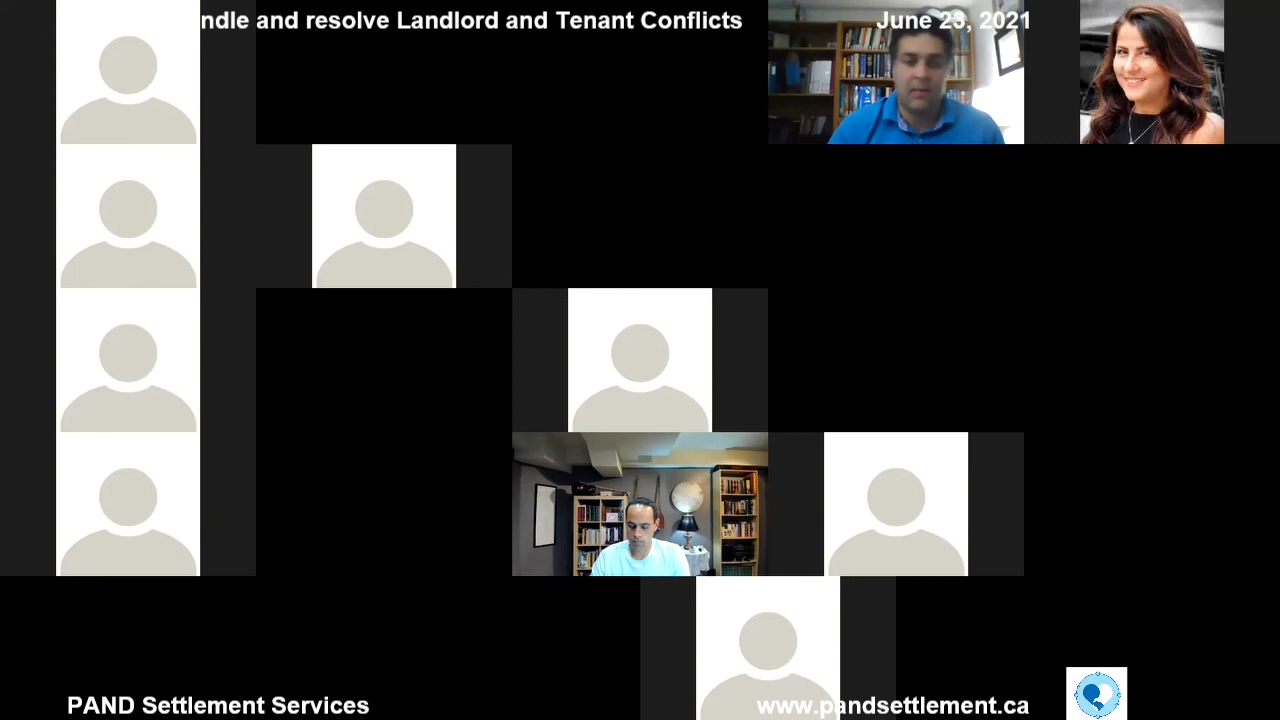 ndle and resolve Landlord and Tenant Conflicts
June 23, 2021
PAND Settlement Services
www.pandsettlement.ca